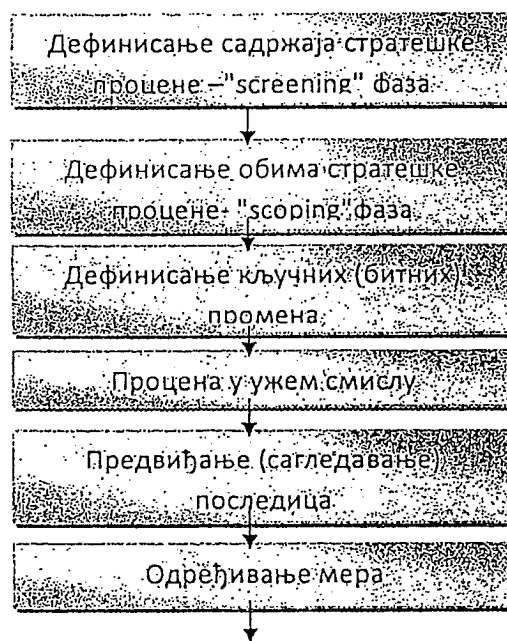 Дефинисање садржаја стратешке
процене –"screening" фаза
Дефинисање обима стратешке
процене- "scoping" фаза
Дефинисање кључних (битних)
промена
Процена у ужем смислу
Предвиђање (сагледавање)
последица
Одређивање мера